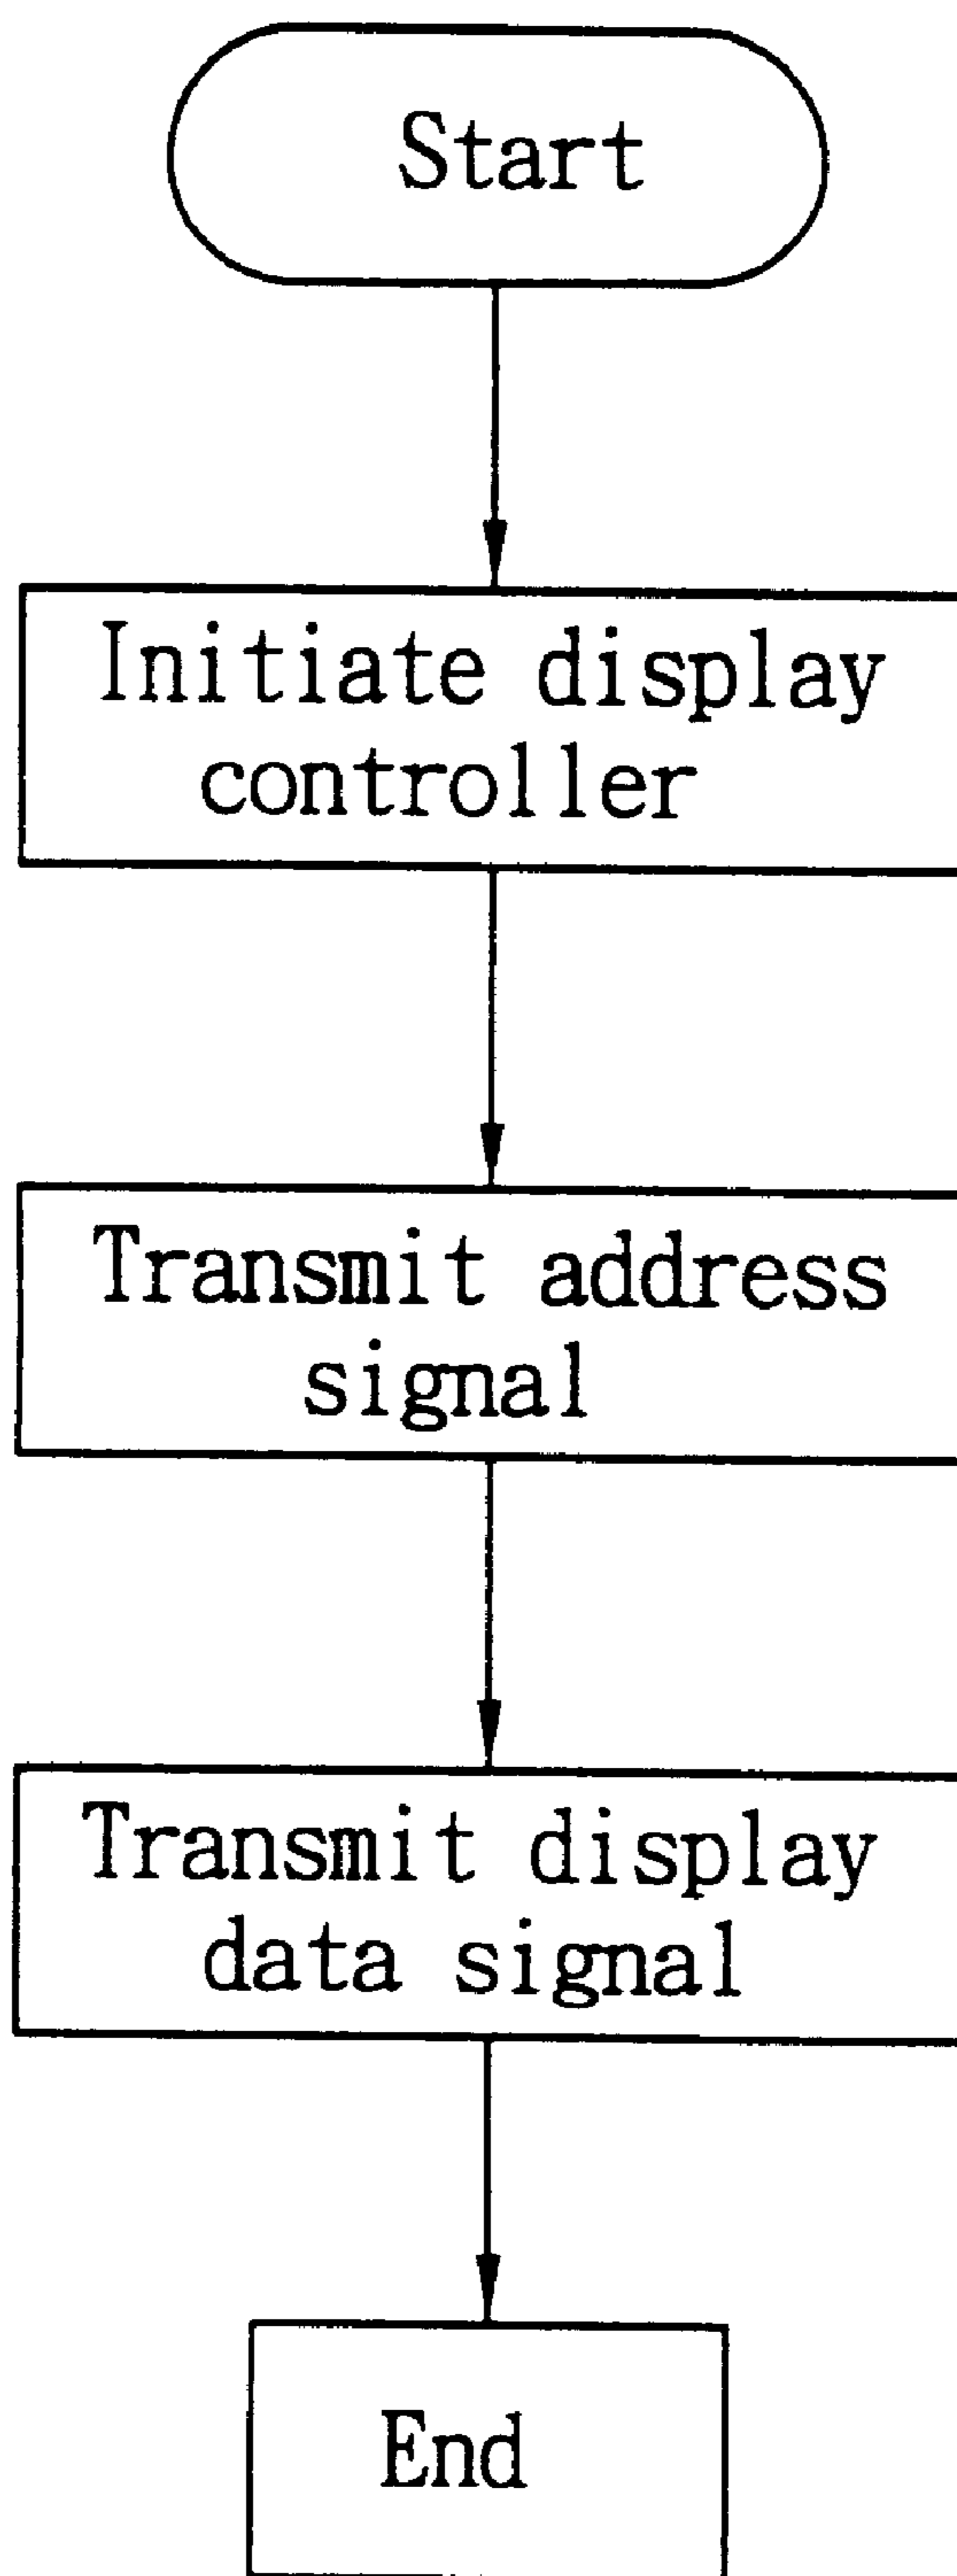 Start
Initiate display
controller
Transmit address
signal
Transmit display
data signal
End